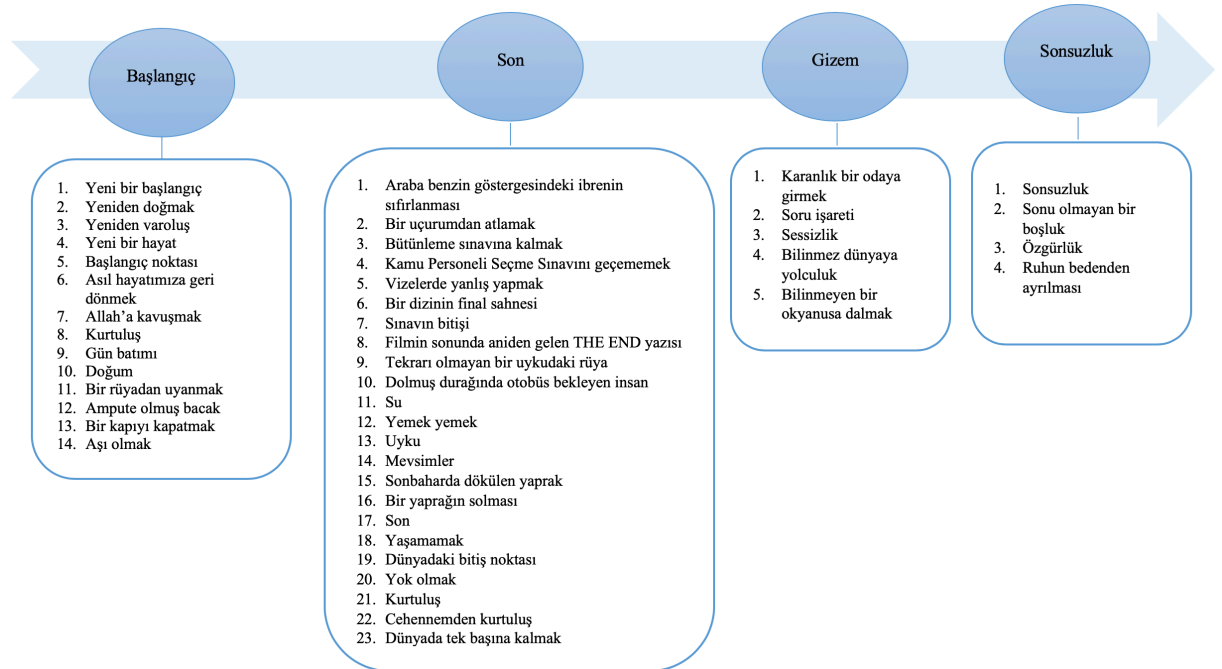 Başlangıç
Son
Gizem
Sonsuzluk
1. Yeni bir başlangıç
2. Yeniden doğmak
3. Yeniden varoluş
4. Yeni bir hayat
5. Başlangıç noktası
6. Asıl hayatımıza geri
dönmek
7. Allah’a kavuşmak
8. Kurtuluş
9. Gün batımı
10. Doğum
11. Bir rüyadan uyanmak
12. Ampute olmuş bacak
13. Bir kapıyı kapatmak
14. Aşı olmak
1. Araba benzin göstergesindeki ibrenin
sıfırlanması
2. Bir uçurumdan atlamak
3. Bütünleme sınavına kalmak
4. Kamu Personeli Seçme Sınavını geçememek
5. Vizelerde yanlış yapmak
6. Bir dizinin final sahnesi
7. Sınavın bitişi
8. Filmin sonunda aniden gelen THE END yazısı
9. Tekrarı olmayan bir uykudaki rüya
10. Dolmuş durağında otobüs bekleyen insan
11. Su
12. Yemek yemek
13. Uyku
14. Mevsimler
15. Sonbaharda dökülen yaprak
16. Bir yaprağın solması
17. Son
18. Yaşamamak
19. Dünyadaki bitiş noktası
20. Yok olmak
21. Kurtuluş
22. Cehennemden kurtuluş
23. Dünyada tek başına kalmak
1. Karanlık bir odaya
girmek
2. Soru işareti
3. Sessizlik
4. Bilinmez dünyaya
yolculuk
5. Bilinmeyen bir
okyanusa dalmak
1. Sonsuzluk
2. Sonu olmayan bir
boşluk
3. Özgürlük
4. Ruhun bedenden
ayrılması